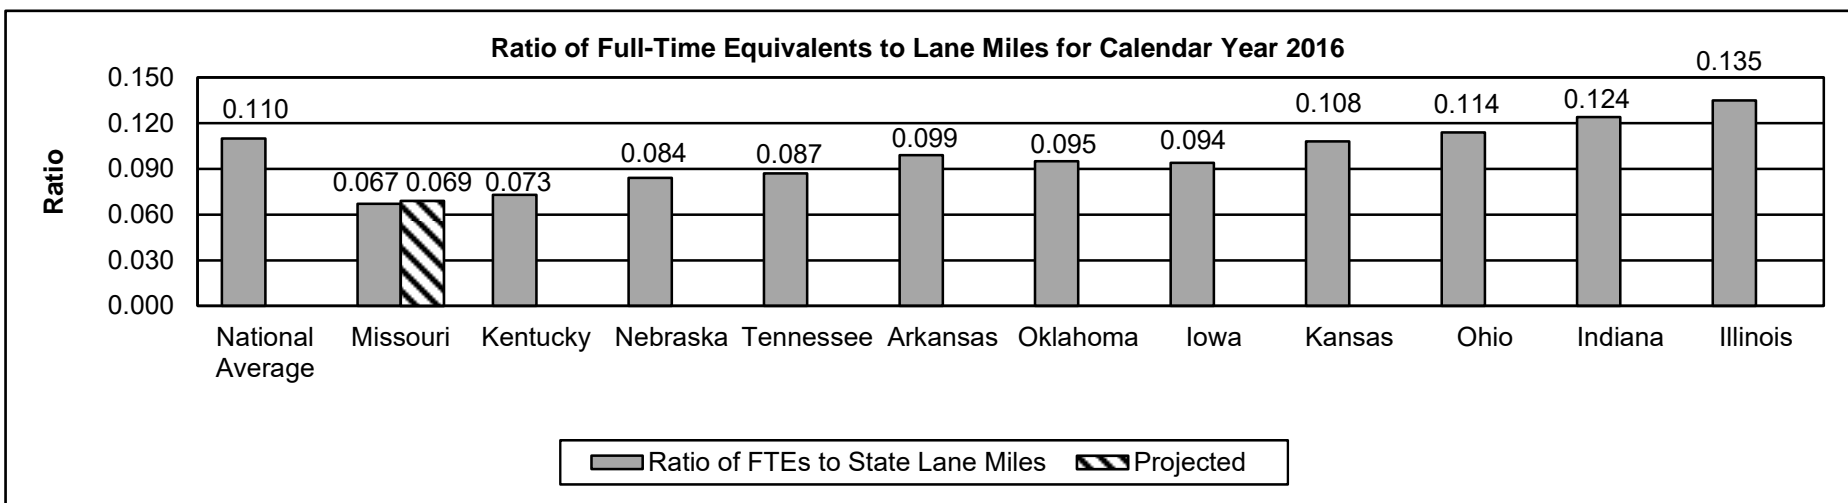 Ratio of Full-Time Equivalents to Lane Miles for Calendar Year 2016
Ratio
0.150
0.120
0.090
0.060
0.030
0.000
0.110
0.067 0.069
0.073
0.084
0.087
0.099
0.095
0.094
0.108
0.114
0.124
0.135
National
Average
Missouri
Kentucky
Nebraska
Tennessee
Arkansas
Oklahoma
Iowa
Kansas
Ohio
Indiana
Illinois
Ratio of FTEs to State Lane Miles
Projected